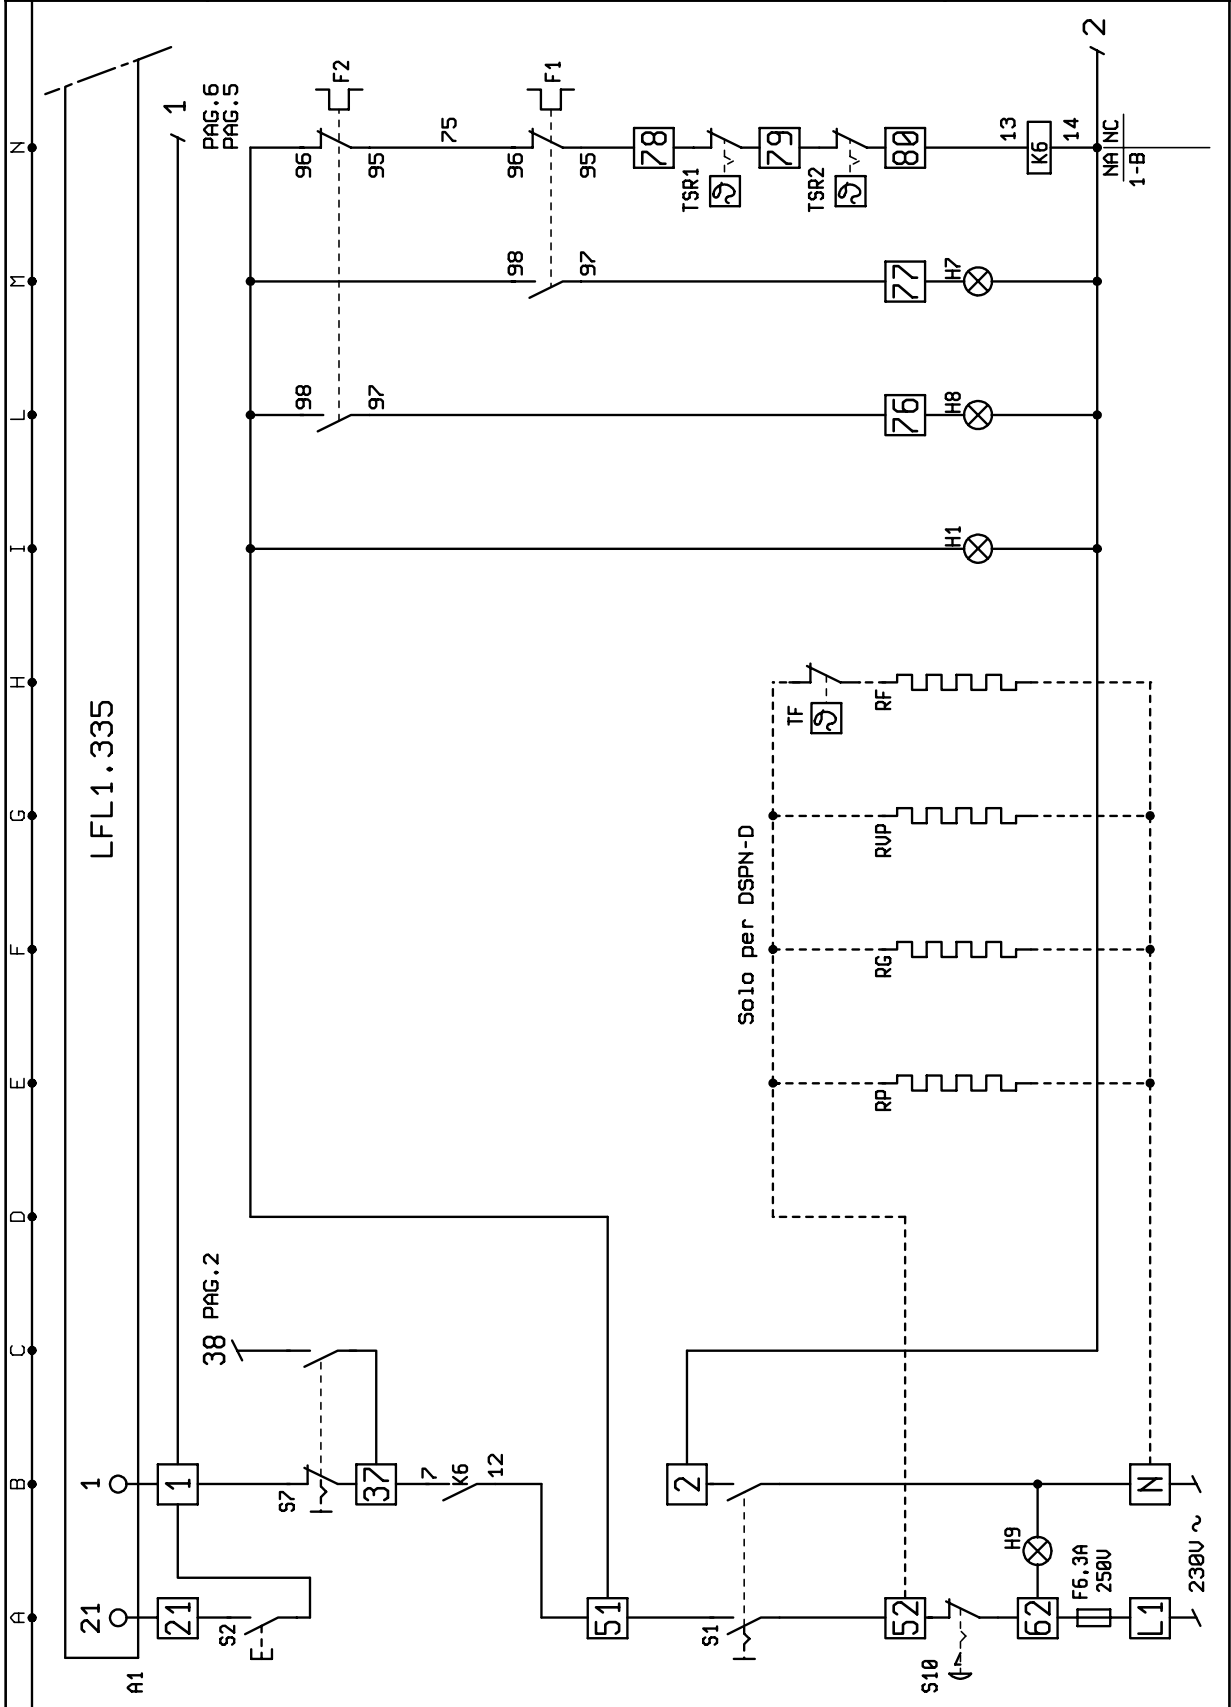 A
B
C
D
E
F
G
H
I
L
M
N
LFL1.335
A1
21
1
21
1
1
PAG.6
PAG.5
S2
E
S7
38 PAG.2
37
7
K6
12
51
2
S1
52
S10
62
H9
F6,3A
250V
L1
N
230V ~
Solo per DSPN-D
RP
RG
RVP
RF
TF
H1
98
97
76
H8
98
97
77
H7
96
F2
95
75
96
F1
95
78
TSR1
79
TSR2
80
13
K6
14
NA NC
1-B
2